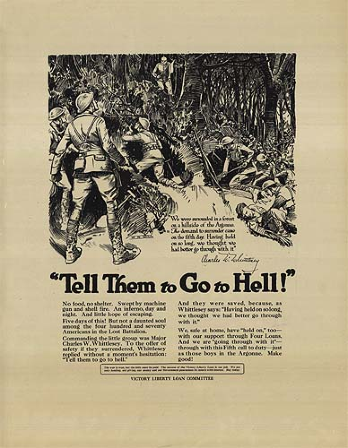 We were surrounded in a forest
on a hillside of the Argonne.
The demand to surrender came
on the fifth day. Having held
on so long, we thought we
had better go through with it"
Charles W. Whittlesey
"Tell Them to Go to Hell!"
No food, no shelter. Swept by machine
gun and shell fire. An inferno, day and
night. And little hope of escaping.
Five days of this! But not a daunted soul
among the four hundred and seventy
Americans in the Lost Battalion.
Commanding the little group was Major
Charles W. Whittlesey. To the offer of
safety if they surrendered, Whittlesey
replied without a moment's hesitation:
"Tell them to go to hell."
And they were saved, because, as
Whittlesey says: "Having held on so long,
we thought we had better go through
with it."
We, safe at home, have "held on," too—
with our support through Four Loans.
And we are "going through with it"—
through with this Fifth call to duty—just
as those boys in the Argonne. Make
good!
VICTORY LIBERTY LOAN COMMITTEE